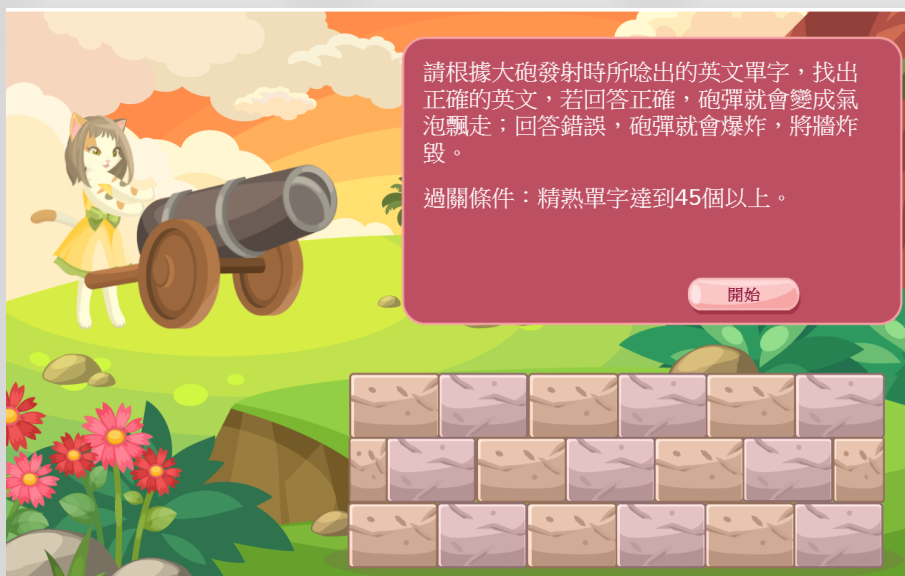 請根據大砲發射時所唸出的英文單字，找出
正確的英文，若回答正確，砲彈就會變成氣
泡飄走；回答錯誤，砲彈就會爆炸，將牆炸
毀。
過關條件：精熟單字達到45個以上。
開始